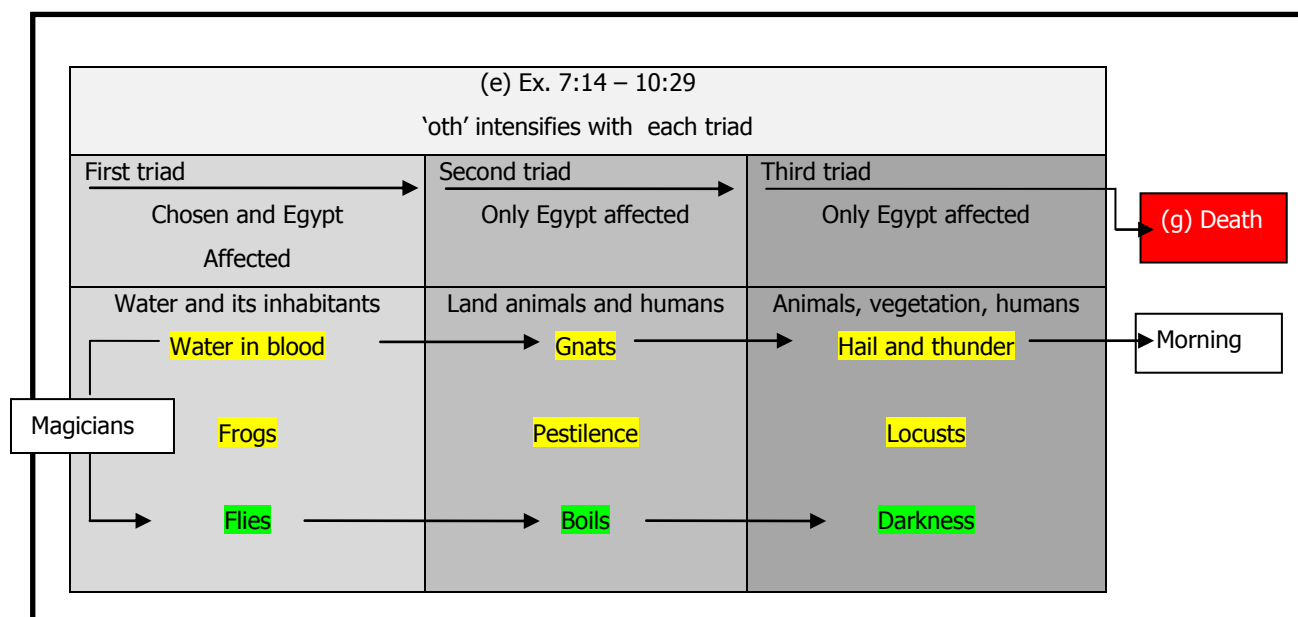 (e) Ex. 7:14 – 10:29
‘oth’ intensifies with each triad
First triad
Chosen and Egypt
Affected
Second triad
Only Egypt affected
Third triad
Only Egypt affected
(g) Death
Water and its inhabitants
Land animals and humans
Animals, vegetation, humans
Water in blood
Gnats
Hail and thunder
Morning
Magicians
Frogs
Pestilence
Locusts
Flies
Boils
Darkness